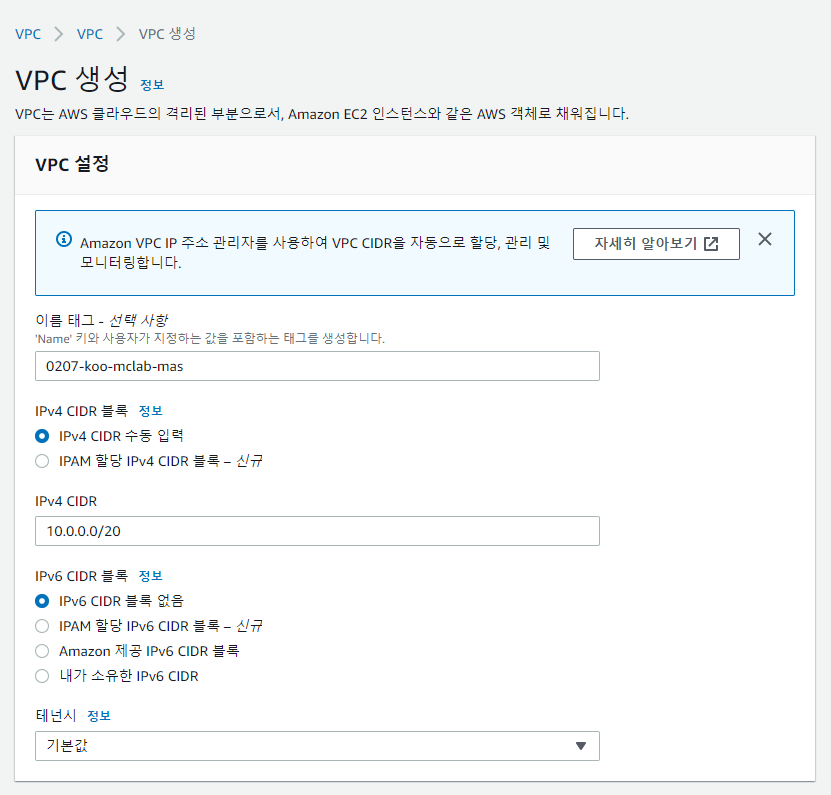 VPC > VPC > VPC 생성
VPC 생성 정보
VPC는 AWS 클라우드의 격리된 부분으로서, Amazon EC2 인스턴스와 같은 AWS 객체로 채워집니다.
VPC 설정
Amazon VPC IP 주소 관리자를 사용하여 VPC CIDR을 자동으로 할당, 관리 및
모니터링합니다.
자세히 알아보기
이름 태그 - 선택 사항
'Name' 키와 사용자가 지정하는 값을 포함하는 태그를 생성합니다.
0207-koo-mclab-mas
IPv4 CIDR 블록 정보
IPv4 CIDR 수동 입력
IPAM 할당 IPv4 CIDR 블록 – 신규
IPv4 CIDR
10.0.0.0/20
IPv6 CIDR 블록 정보
IPv6 CIDR 블록 없음
IPAM 할당 IPv6 CIDR 블록 – 신규
Amazon 제공 IPv6 CIDR 블록
내가 소유한 IPv6 CIDR
테넌시 정보
기본값